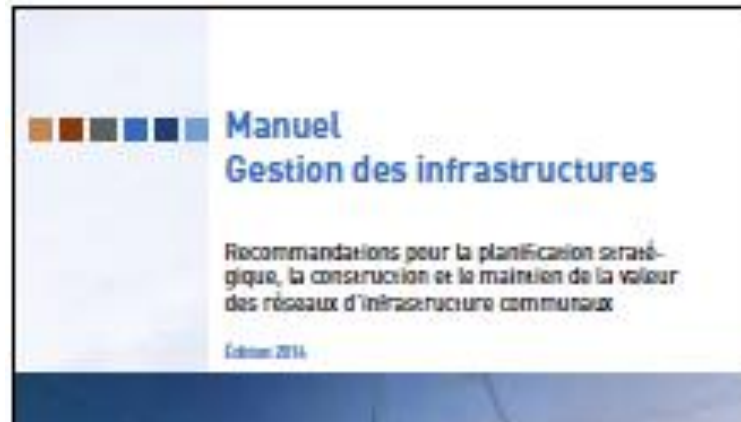 Manuel
Gestion des infrastructures
Recommandations pour la planification straté-
gique, la construction et le maintien de la valeur
des réseaux d'infrastructure communaux
Édition 2014